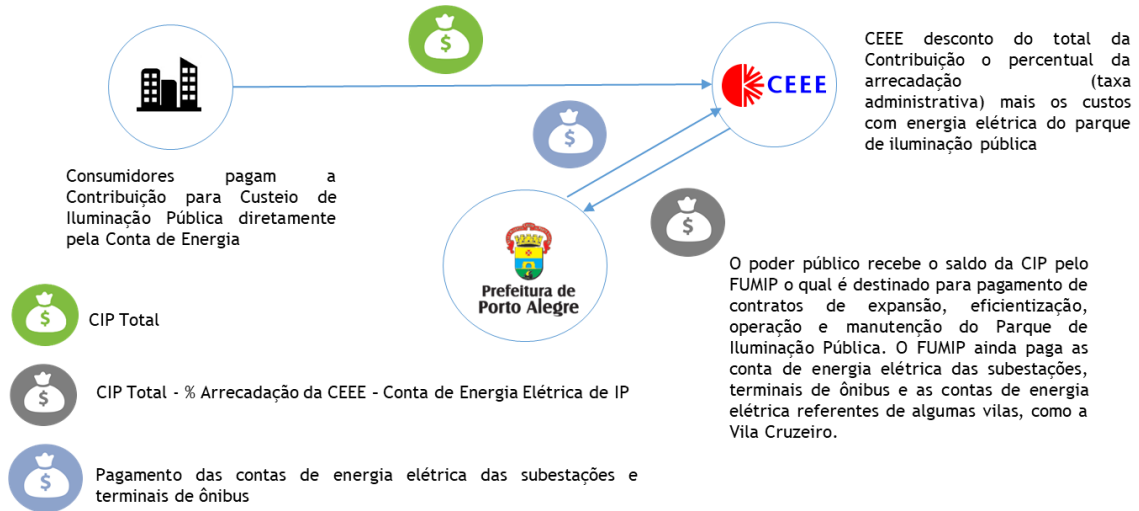 $
CEEE
CEEE desconto do total da
Contribuição o percentual da
arrecadação (taxa
administrativa) mais os custos
com energia elétrica do parque
de iluminação pública
$
Consumidores pagam a
Contribuição para Custeio de
Iluminação Pública diretamente
pela Conta de Energia
$
Prefeitura de
Porto Alegre
O poder público recebe o saldo da CIP pelo
FUMIP o qual é destinado para pagamento de
contratos de expansão, eficientização,
operação e manutenção do Parque de
Iluminação Pública. O FUMIP ainda paga as
conta de energia elétrica das subestações,
terminais de ônibus e as contas de energia
elétrica referentes de algumas vilas, como a
Vila Cruzeiro.
$
CIP Total
$
CIP Total - % Arrecadação da CEEE – Conta de Energia Elétrica de IP
$
Pagamento das contas de energia elétrica das subestações e
terminais de ônibus